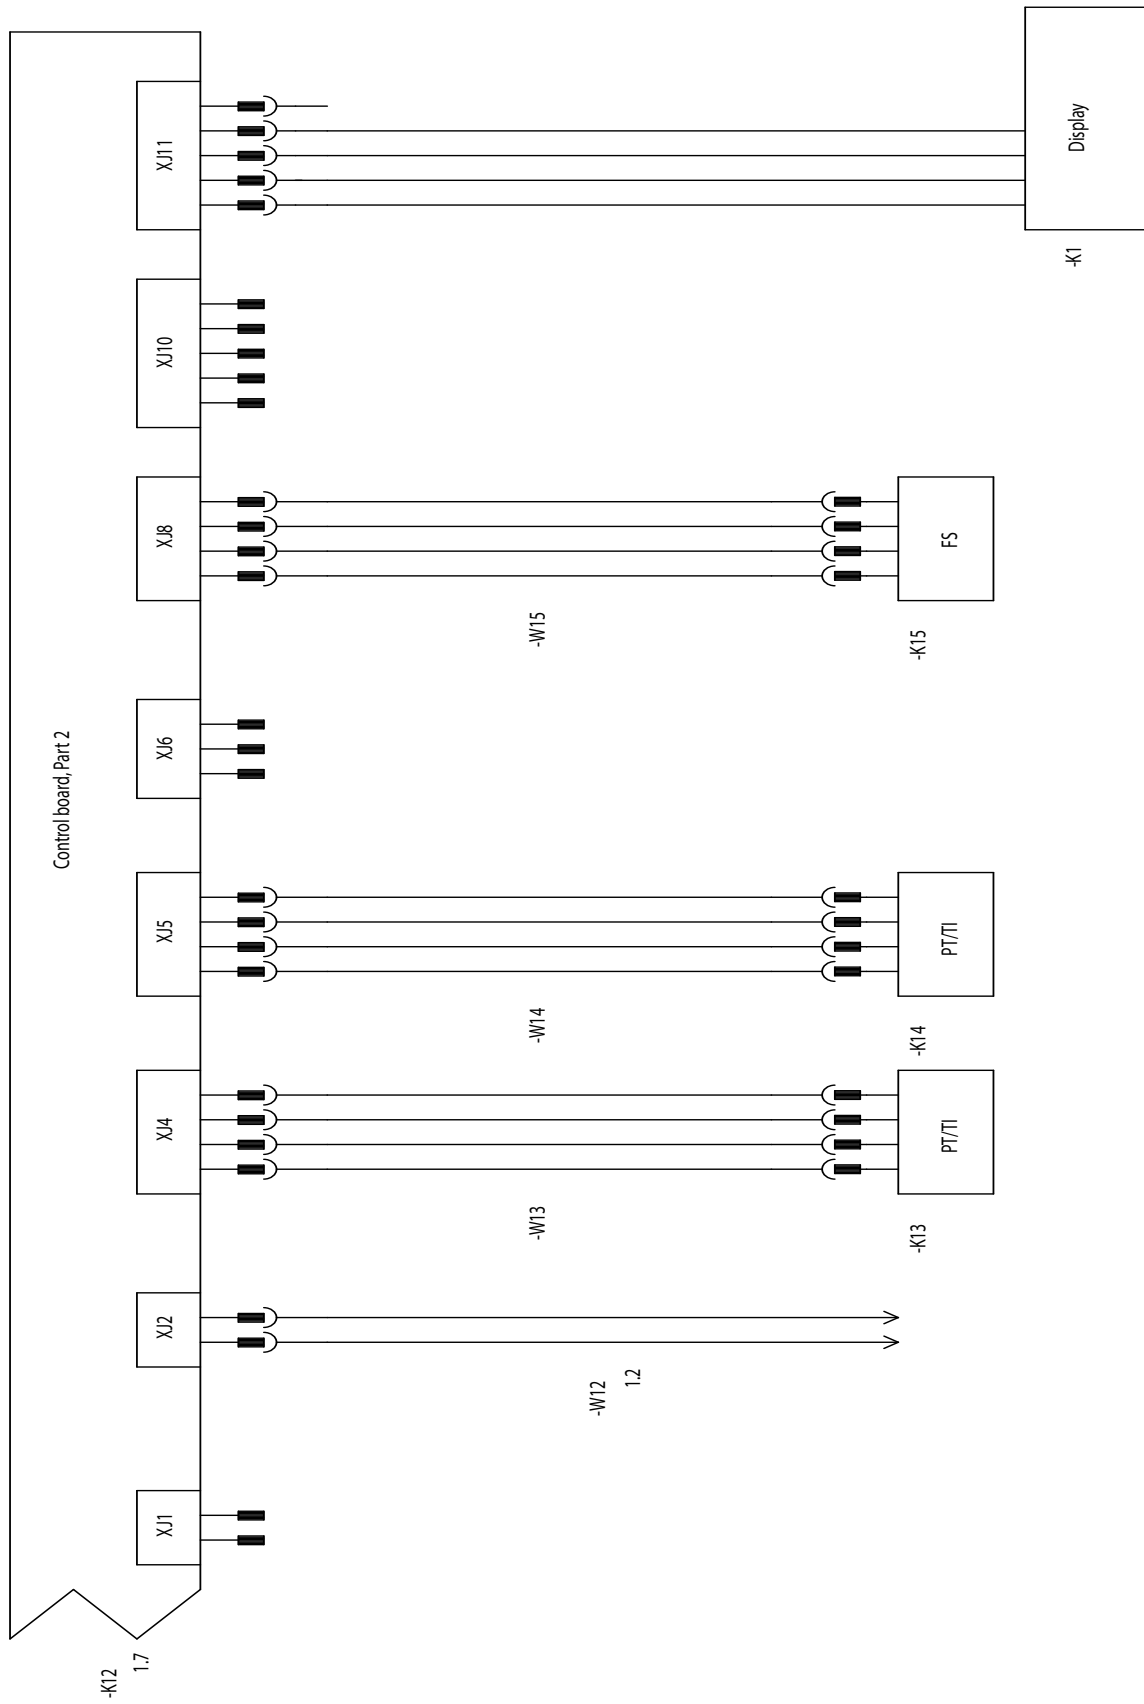 -K12
1.7
Control board, Part 2
XJ1
XJ2
XJ4
XJ5
XJ6
XJ8
XJ10
XJ11
-W12
1.2
-W13
-W14
-W15
-K13
PT/TI
-K14
PT/TI
-K15
FS
-K1
Display